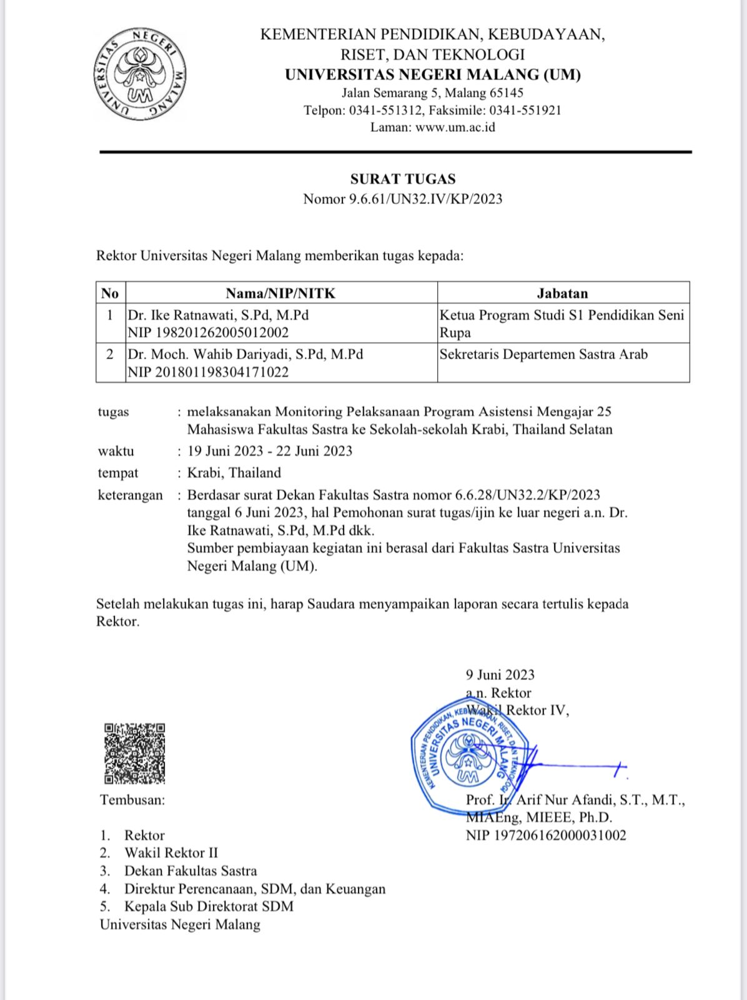 UNIVERSITAS NEGERI MALANG
UM
KEMENTERIAN PENDIDIKAN, KEBUDAYAAN,
RISET, DAN TEKNOLOGI
UNIVERSITAS NEGERI MALANG (UM)
Jalan Semarang 5, Malang 65145
Telpon: 0341-551312, Faksimile: 0341-551921
Laman: www.um.ac.id
SURAT TUGAS
Nomor 9.6.61/UN32.IV/KP/2023
Rektor Universitas Negeri Malang memberikan tugas kepada:
No Nama/NIP/NITK Jabatan
1 Dr. Ike Ratnawati, S.Pd, M.Pd Ketua Program Studi S1 Pendidikan Seni
NIP 198201262005012002 Rupa
2 Dr. Moch. Wahib Dariyadi, S.Pd, M.Pd Sekretaris Departemen Sastra Arab
NIP 201801198304171022
tugas : melaksanakan Monitoring Pelaksanaan Program Asistensi Mengajar 25
Mahasiswa Fakultas Sastra ke Sekolah-sekolah Krabi, Thailand Selatan
waktu : 19 Juni 2023 - 22 Juni 2023
tempat : Krabi, Thailand
keterangan : Berdasar surat Dekan Fakultas Sastra nomor 6.6.28/UN32.2/KP/2023
tanggal 6 Juni 2023, hal Pemohonan surat tugas/ijin ke luar negeri a.n. Dr.
Ike Ratnawati, S.Pd, M.Pd dkk.
Sumber pembiayaan kegiatan ini berasal dari Fakultas Sastra Universitas
Negeri Malang (UM).
Setelah melakukan tugas ini, harap Saudara menyampaikan laporan secara tertulis kepada
Rektor.
9 Juni 2023
a.n. Rektor
Wakil Rektor IV,
KEMENTERIAN PENDIDIKAN, KEBUDAYAAN, RISET, DAN TEKNOLOGI
UNIVERSITAS NEGERI MALANG
UM
Prof. Ir. Arif Nur Afandi, S.T., M.T.,
MIAEng, MIEEE, Ph.D.
NIP 197206162000031002
Tembusan:
1. Rektor
2. Wakil Rektor II
3. Dekan Fakultas Sastra
4. Direktur Perencanaan, SDM, dan Keuangan
5. Kepala Sub Direktorat SDM
Universitas Negeri Malang